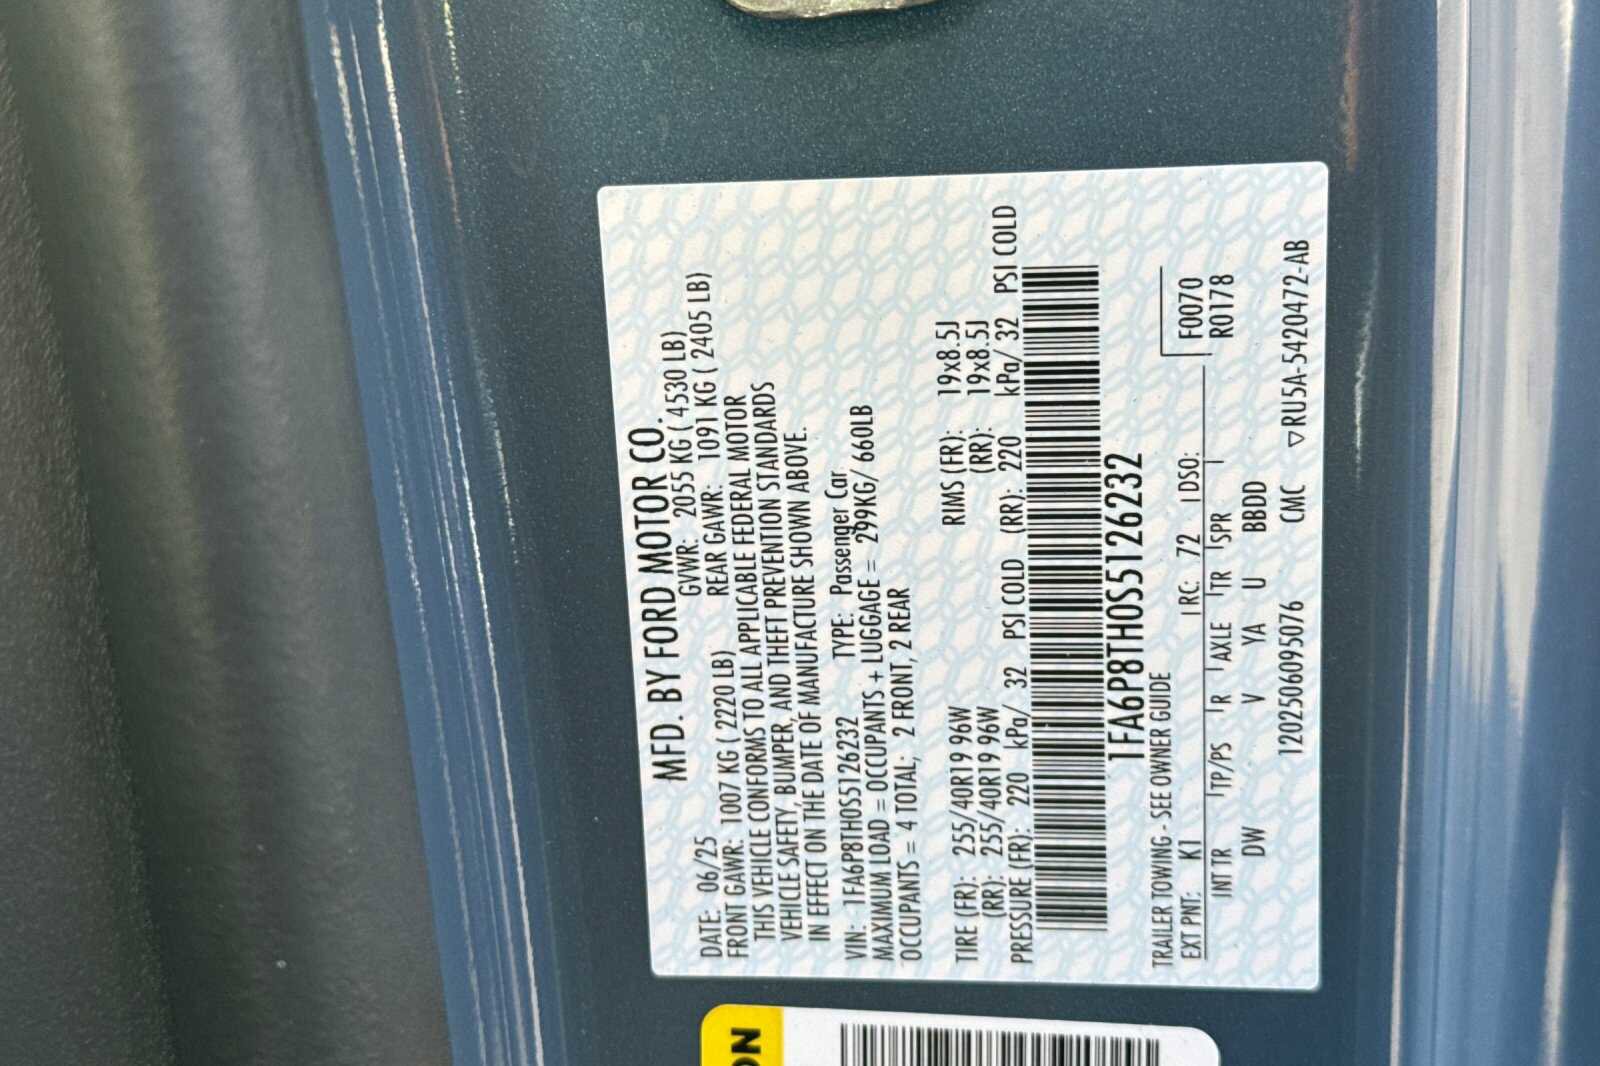 MFD. BY FORD MOTOR CO.
DATE: 06/25 GVWR: 2055 KG ( 4530 LB)
FRONT GAWR: 1007 KG ( 2220 LB) REAR GAWR: 1091 KG ( 2405 LB)
THIS VEHICLE CONFORMS TO ALL APPLICABLE FEDERAL MOTOR
VEHICLE SAFETY, BUMPER, AND THEFT PREVENTION STANDARDS
IN EFFECT ON THE DATE OF MANUFACTURE SHOWN ABOVE.
VIN: 1FA6P8TH0S5126232 TYPE: Passenger Car
MAXIMUM LOAD = OCCUPANTS + LUGGAGE = 299KG/ 660LB
OCCUPANTS = 4 TOTAL; 2 FRONT, 2 REAR
TIRE (FR): 255/40R19 96W RIMS (FR): 19x8.5J
(RR): 255/40R19 96W (RR): 19x8.5J
PRESSURE (FR): 220 kPa/ 32 PSI COLD (RR): 220 kPa/ 32 PSI COLD
1FA6P8TH0S5126232
TRAILER TOWING - SEE OWNER GUIDE
EXT PNT: K1 RC: 72 DSO: F0070
INT TR TP/PS R AXLE TR SPR R0178
DW V YA U BBDD
12025060950​76 CMC ▽RU5A-5420472-AB
ON